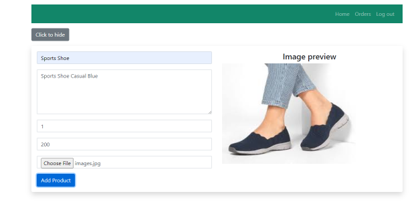 Home Orders Log out
Click to hide
Sports Shoe
Image preview
Sports Shoe Casual Blue
1
200
Choose File images.jpg
Add Product